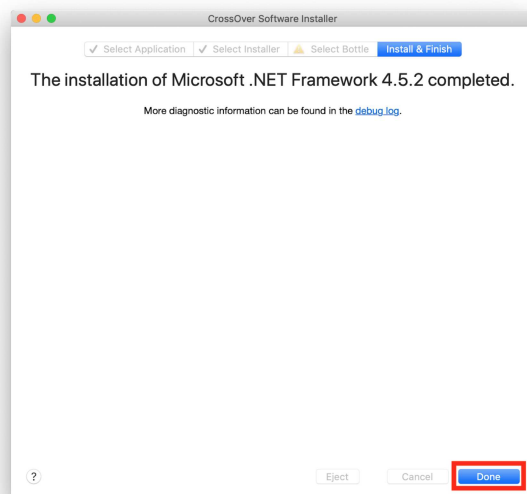 CrossOver Software Installer
✓ Select Application ✓ Select Installer Select Bottle Install & Finish
The installation of Microsoft .NET Framework 4.5.2 completed.
More diagnostic information can be found in the debug log.
? Eject Cancel Done